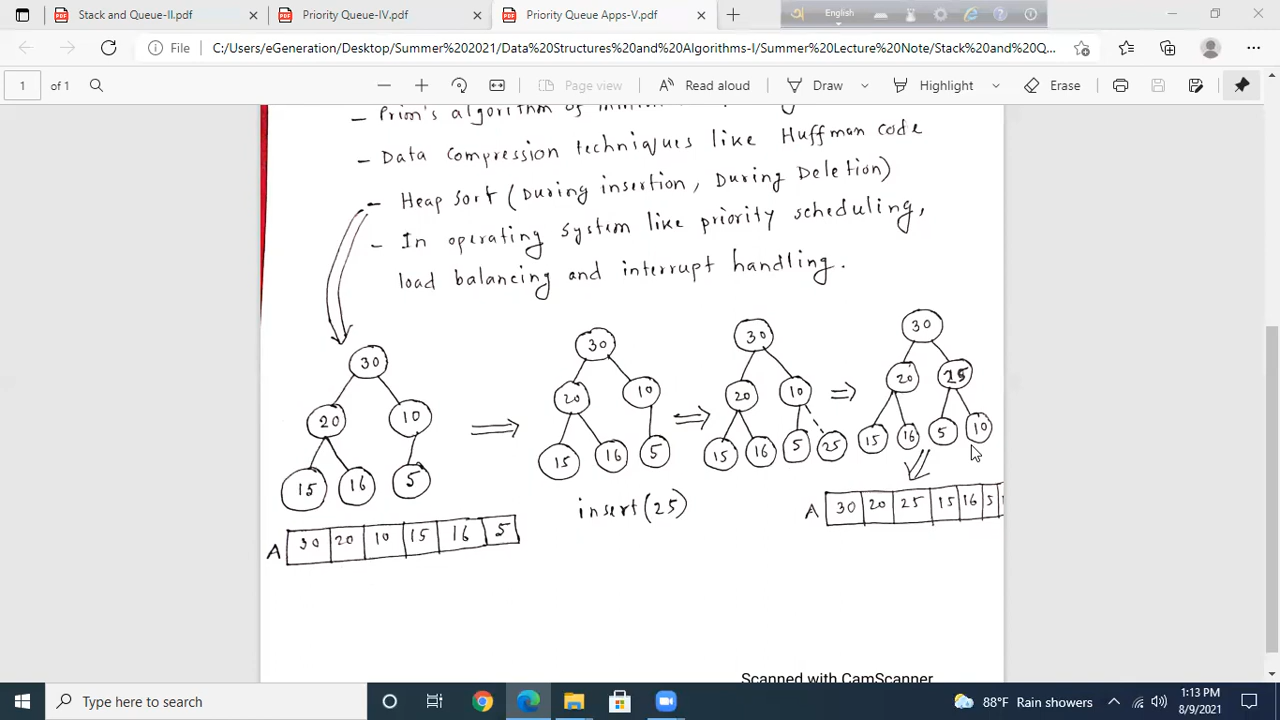 Stack and Queue-II.pdf
Priority Queue-IV.pdf
Priority Queue Apps-V.pdf
English
File
C:/Users/eGeneration/Desktop/Summer%202021/Data%20Structures%20and%20Algorithms-I/Summer%20Lecture%20Note/Stack%20and%20Q...
1 of 1
Page view
Read aloud
Draw
Highlight
Erase
- Prim's algorithm of
- Data Compression techniques like Huffman code
- Heap Sort (During insertion, During Deletion)
- In operating system like priority scheduling,
load balancing and interrupt handling.
30
20 10
15 16 5
A 30 20 10 15 16 5
30
20 10
15 16 5
insert(25)
30
20 10
15 16 5 25
30
20 25
15 16 5 10
A 30 20 25 15 16 5
Scanned with CamScanner
Type here to search
88°F Rain showers
1:13 PM
8/9/2021